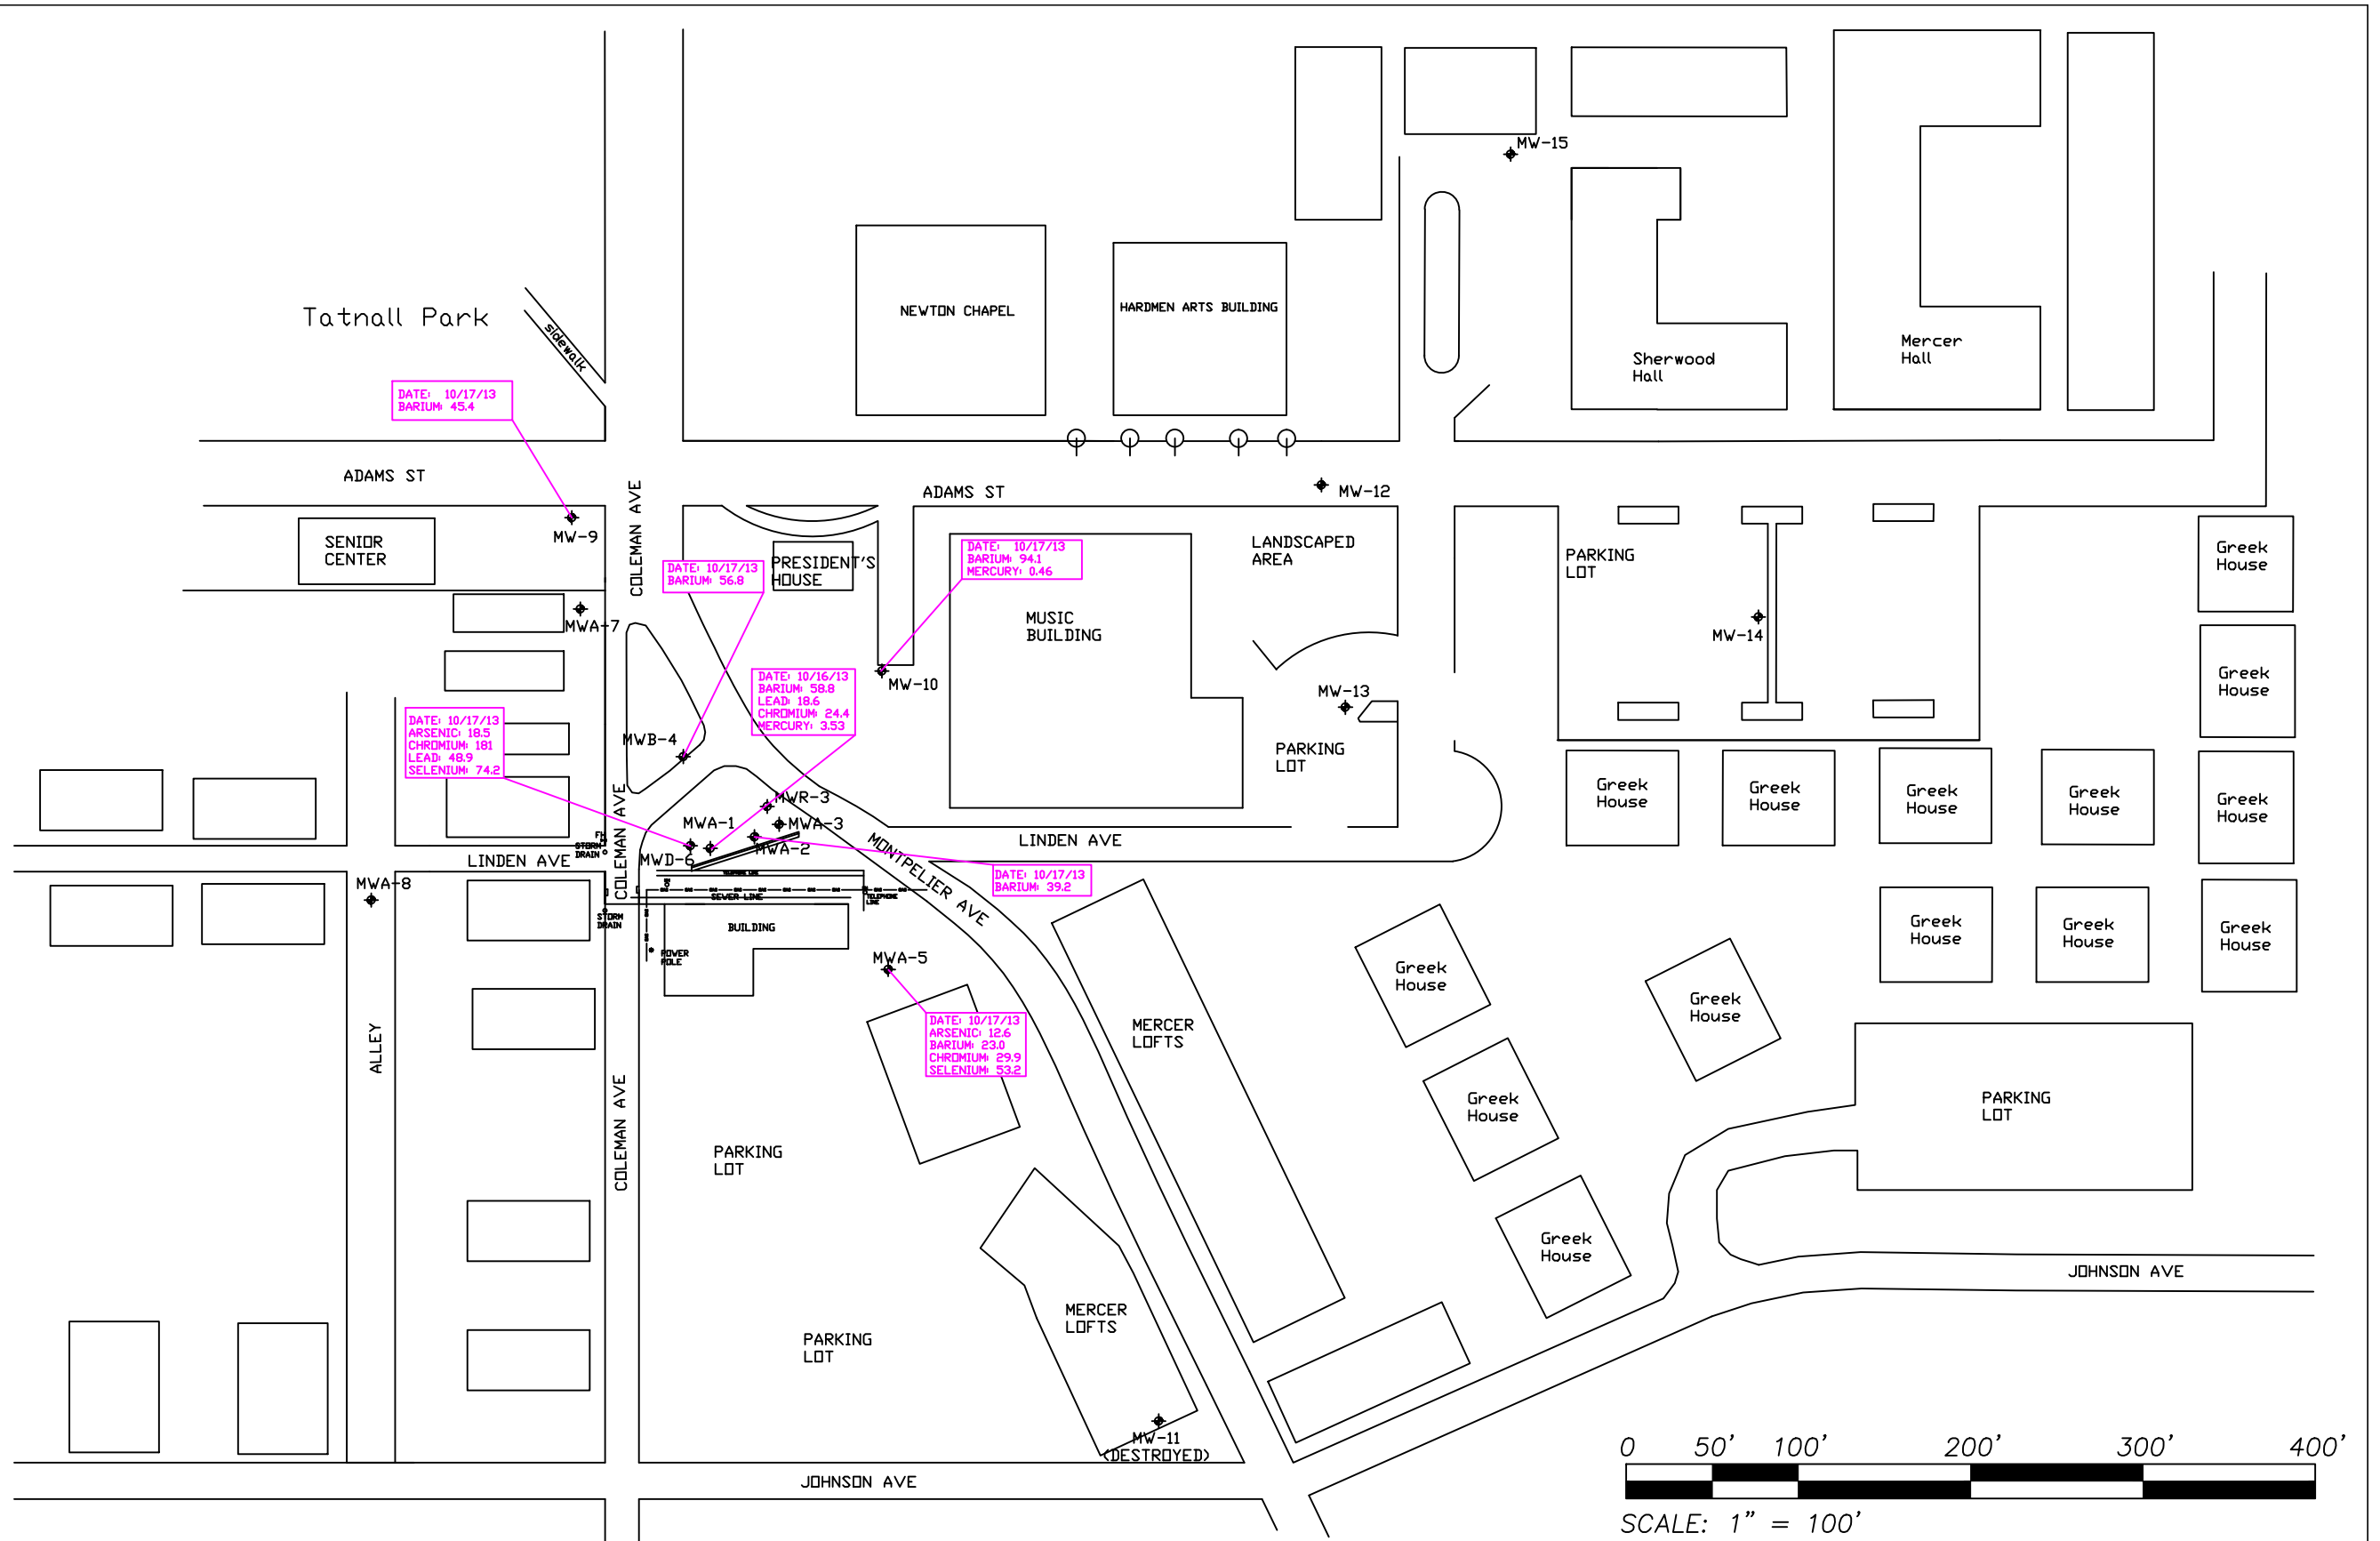 MW-15
NEWTON CHAPEL
HARDMEN ARTS BUILDING
Tatnall Park
sidewalk
Sherwood
Hall
Mercer
Hall
DATE: 10/17/13
BARIUM: 45.4
ADAMS ST
COLEMAN AVE
ADAMS ST
MW-12
MW-9
SENIOR
CENTER
PRESIDENT'S
HOUSE
DATE: 10/17/13
BARIUM: 56.8
DATE: 10/17/13
BARIUM: 94.1
MERCURY: 0.46
LANDSCAPED
AREA
PARKING
LOT
Greek
House
MWA-7
MUSIC
BUILDING
MW-14
MW-10
MW-13
Greek
House
DATE: 10/16/13
BARIUM: 58.8
LEAD: 18.6
CHROMIUM: 24.4
MERCURY: 3.53
DATE: 10/17/13
ARSENIC: 18.5
CHROMIUM: 181
LEAD: 48.9
SELENIUM: 74.2
MWB-4
PARKING
LOT
Greek
House
Greek
House
Greek
House
Greek
House
Greek
House
MWR-3
MWA-1
MWA-3
MWA-2
MWD-6
COLEMAN AVE
FH
STORM
DRAIN
LINDEN AVE
LINDEN AVE
MONTPELIER AVE
MWA-8
DATE: 10/17/13
BARIUM: 39.2
TELEPHONE LINE
SEWER LINE
TELEPHONE
LINE
STORM
DRAIN
BUILDING
POWER
POLE
MWA-5
Greek
House
Greek
House
Greek
House
Greek
House
Greek
House
DATE: 10/17/13
ARSENIC: 12.6
BARIUM: 23.0
CHROMIUM: 29.9
SELENIUM: 53.2
MERCER
LOFTS
ALLEY
COLEMAN AVE
Greek
House
PARKING
LOT
PARKING
LOT
Greek
House
JOHNSON AVE
MERCER
LOFTS
PARKING
LOT
MW-11
(DESTROYED)
JOHNSON AVE
0 50' 100' 200' 300' 400'
SCALE: 1" = 100'